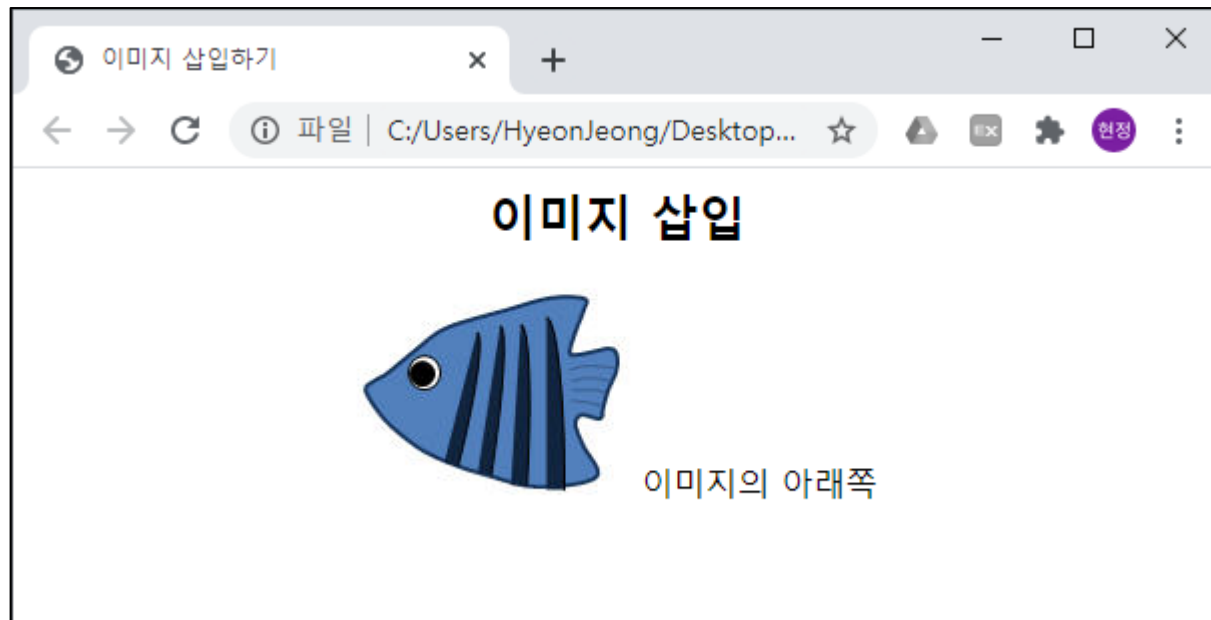 이미지 삽입하기
파일 C:/Users/HyeonJeong/Desktop...
EX
현정
이미지 삽입
이미지의 아래쪽